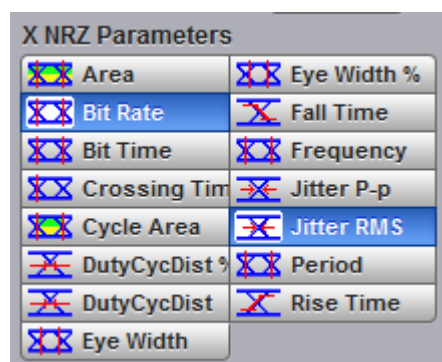 X NRZ Parameters
Area
Bit Rate
Bit Time
Crossing Tim
Cycle Area
DutyCycDist %
DutyCycDist
Eye Width
Eye Width %
Fall Time
Frequency
Jitter P-p
Jitter RMS
Period
Rise Time